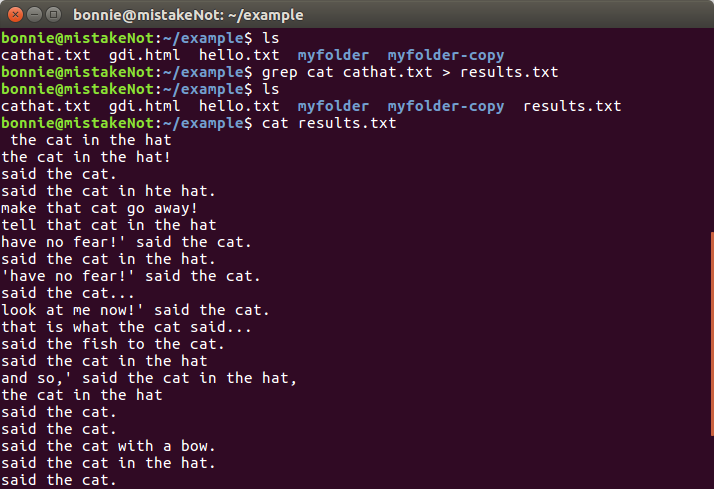 bonnie@mistakeNot: ~/example
bonnie@mistakeNot:~/example$ ls
cathat.txt  gdi.html  hello.txt  myfolder  myfolder-copy
bonnie@mistakeNot:~/example$ grep cat cathat.txt > results.txt
bonnie@mistakeNot:~/example$ ls
cathat.txt  gdi.html  hello.txt  myfolder  myfolder-copy  results.txt
bonnie@mistakeNot:~/example$ cat results.txt
 the cat in the hat
the cat in the hat!
said the cat.
said the cat in hte hat.
make that cat go away!
tell that cat in the hat
have no fear!' said the cat.
said the cat in the hat.
'have no fear!' said the cat.
said the cat...
look at me now!' said the cat.
that is what the cat said...
said the fish to the cat.
said the cat in the hat
and so,' said the cat in the hat,
the cat in the hat
said the cat.
said the cat.
said the cat with a bow.
said the cat in the hat.
said the cat.